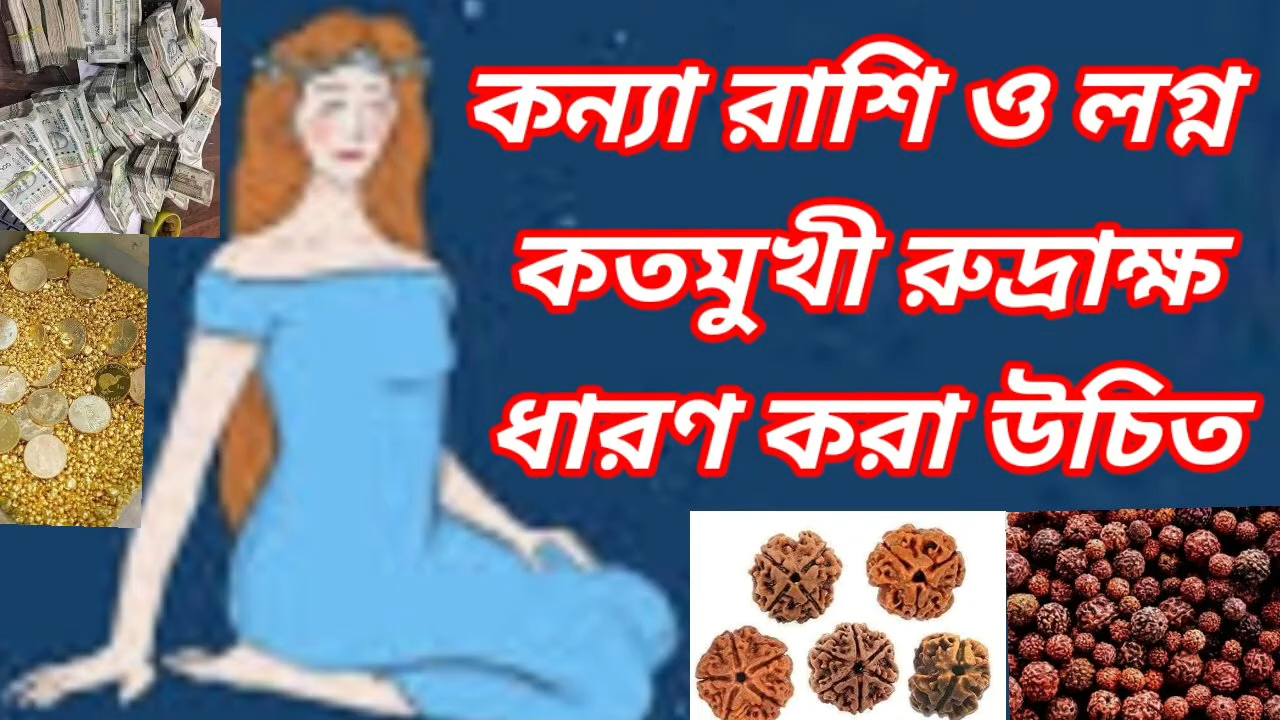 কন্যা রাশি ও লগ্ন
কতমুখী রুদ্রাক্ষ
ধারণ করা উচিত